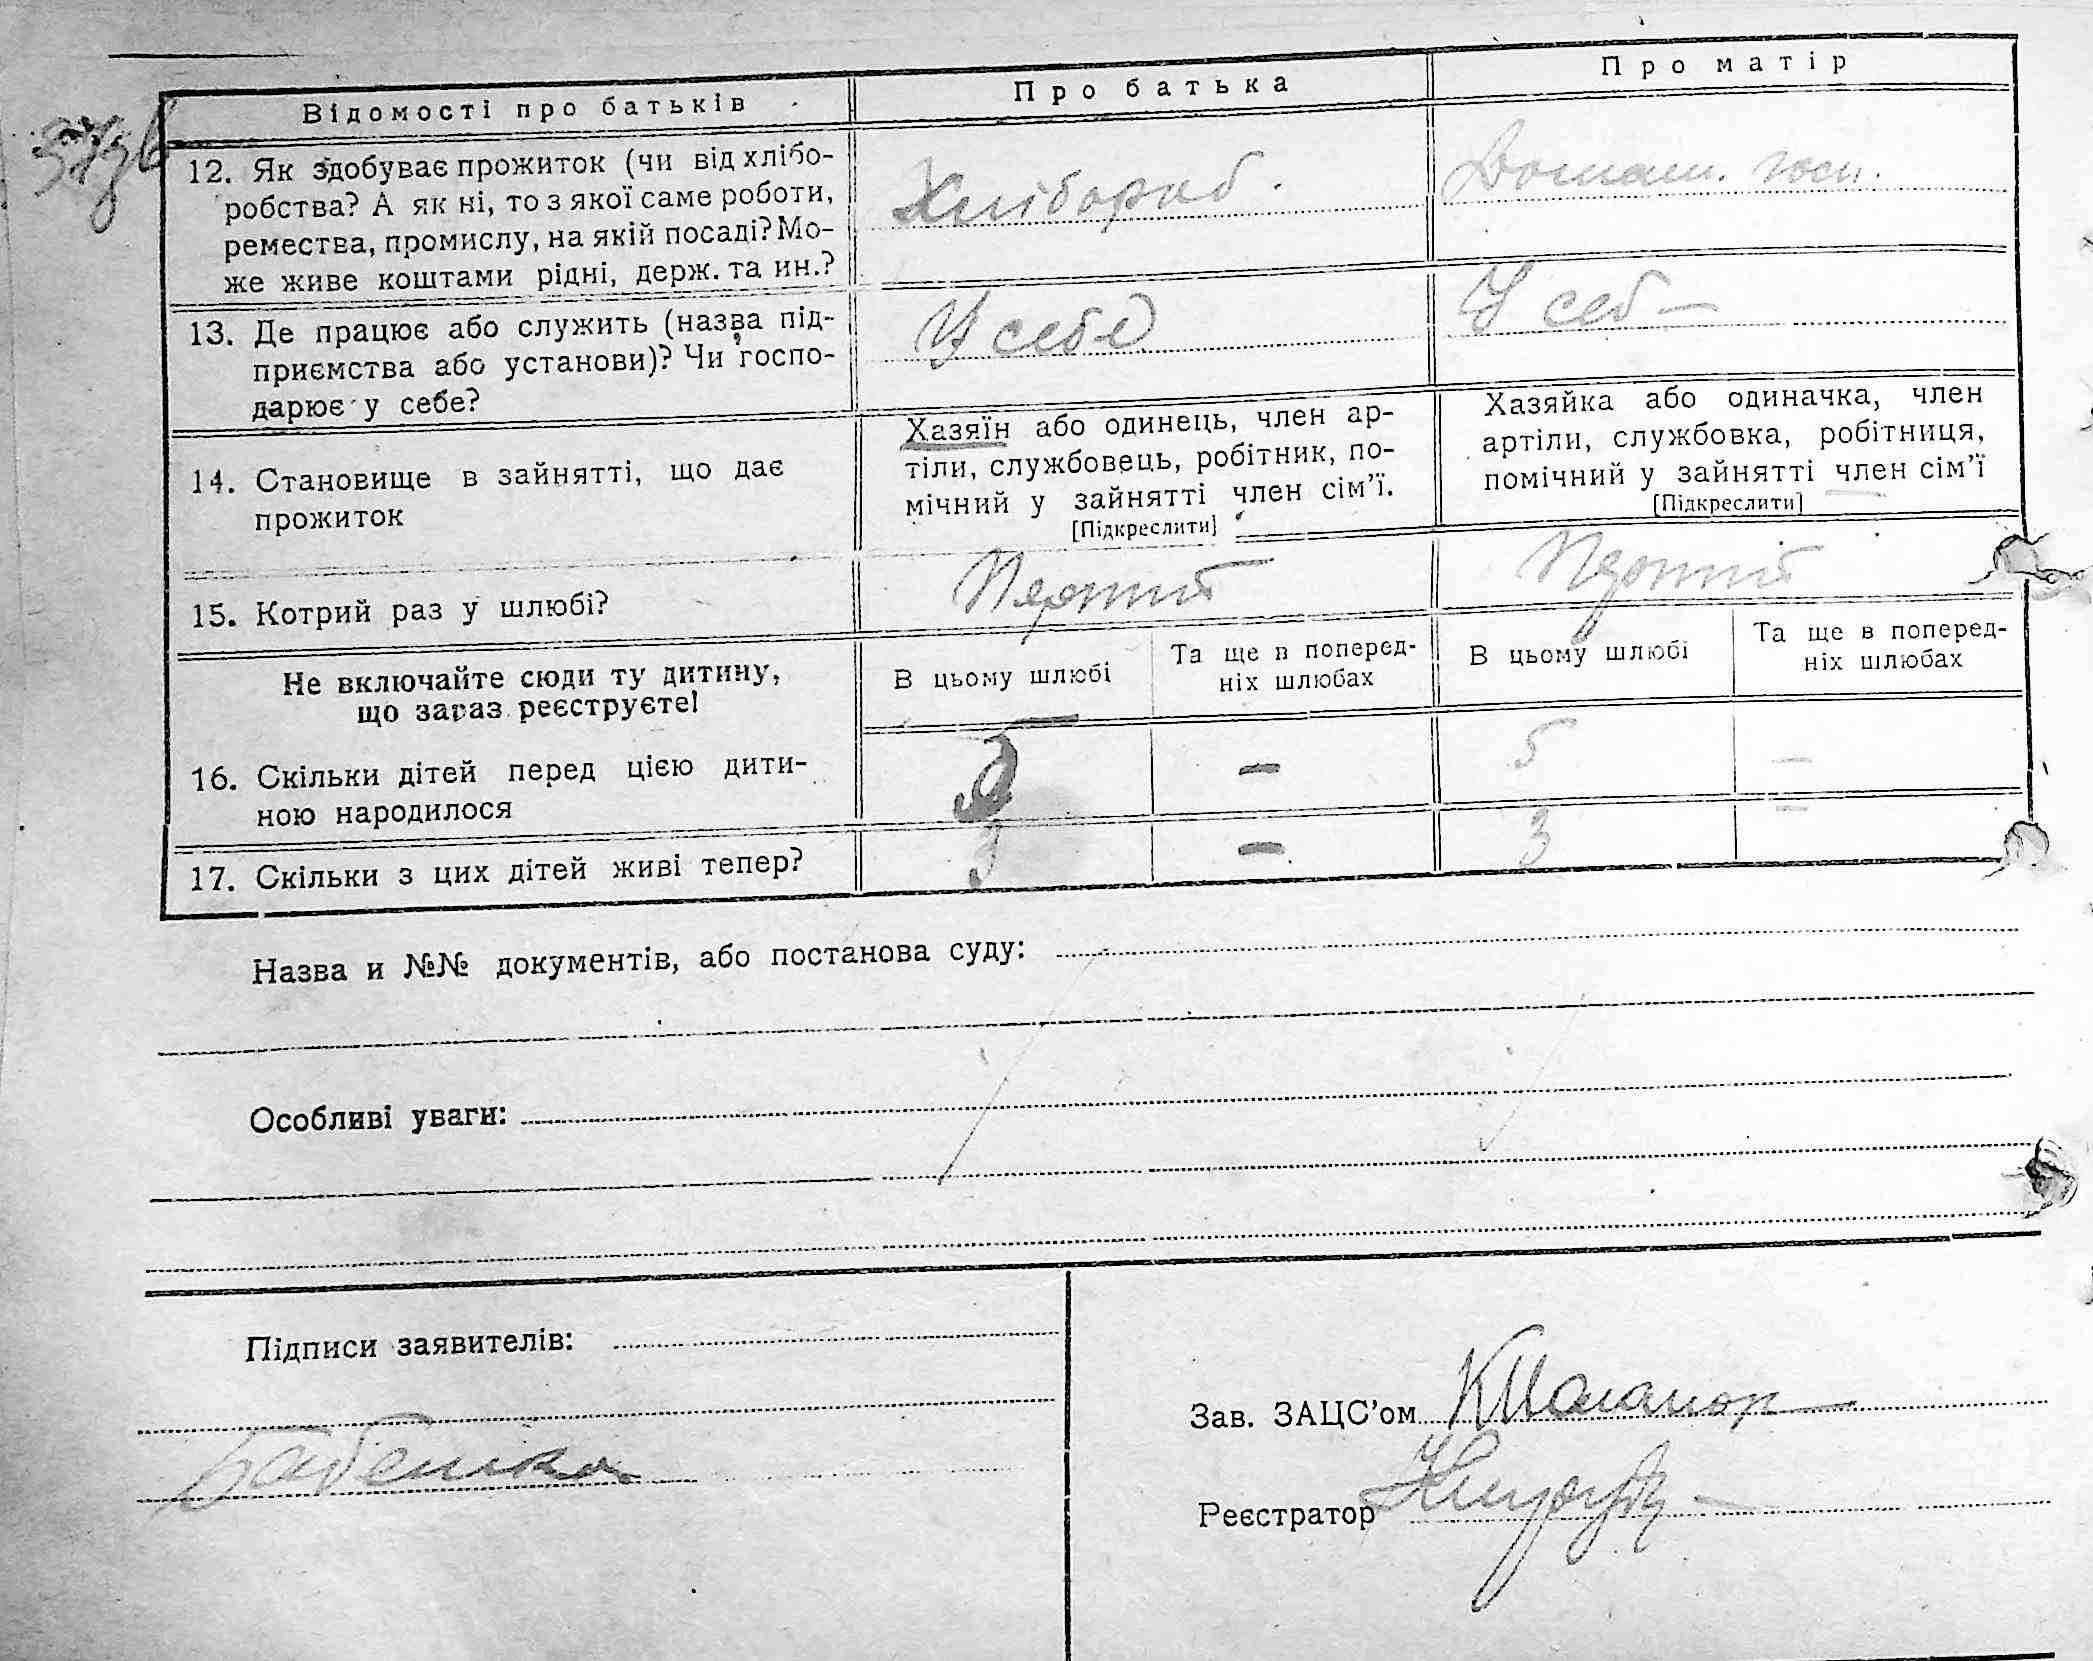 Відомості про батьків
Про батька
Про матір
12. Як здобуває прожиток (чи від хлібо-
робства? А як ні, то з якої саме роботи,
ремества, промислу, на якій посаді? Мо-
же живе коштами рідні, держ. та ин.?
Хлібороб.
Домаш. госп.
13. Де працює або служить (назва під-
приємства або установи)? Чи госпо-
дарює у себе?
У себе
У себ-
14. Становище в зайнятті, що дає
прожиток
Хазяїн або одинець, член ар-
тіли, службовець, робітник, по-
мічний у зайнятті член сім’ї.
[Підкреслити]
Хазяйка або одиначка, член
артіли, службовка, робітниця,
помічний у зайнятті член сім’ї
[Підкреслити]
15. Котрий раз у шлюбі?
Не включайте сюди ту дитину,
що зараз реєструєте!
В цьому шлюбі
Та ще в поперед-
ніх шлюбах
В цьому шлюбі
Та ще в поперед-
ніх шлюбах
16. Скільки дітей перед цією дити-
ною народилося
5 – 5 –
17. Скільки з цих дітей живі тепер?
3 – 3 –
Назва и №№ документів, або постанова суду:
Особливі уваги:
Підписи заявителів:
Бабенко
Зав. ЗАЦС’ом
Реєстратор